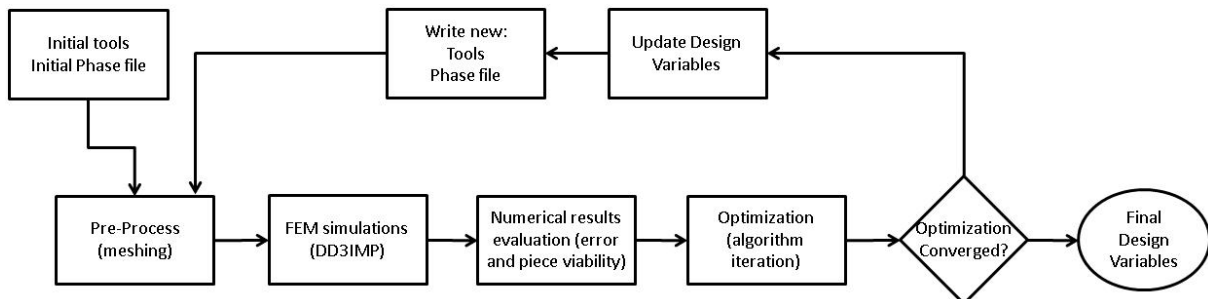 Initial tools
Initial Phase file
Write new:
Tools
Phase file
Update Design
Variables
Pre-Process
(meshing)
FEM simulations
(DD3IMP)
Numerical results
evaluation (error
and piece viability)
Optimization
(algorithm
iteration)
Optimization
Converged?
Final
Design
Variables